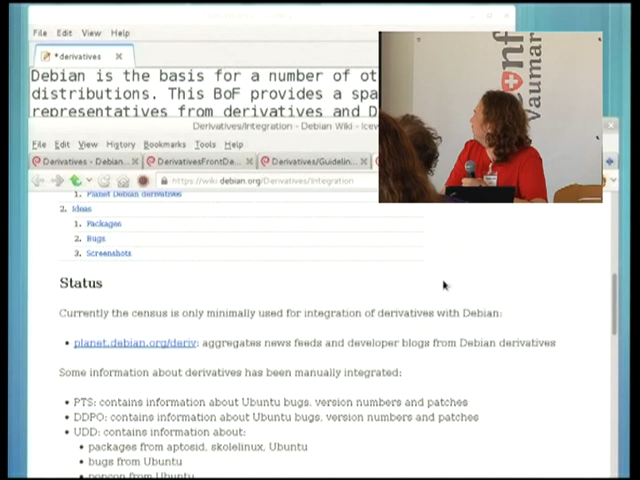 File Edit View Help
*derivatives
Debian is the basis for a number of ot
distributions. This BoF provides a spa
representatives from derivatives and D
onf
Vaumar
Derivatives/Integration - Debian Wiki - Icew
File Edit View History Bookmarks Tools Help
Derivatives - Debian...
DerivativesFrontDe...
Derivatives/Guidelin...
https://wiki.debian.org/Derivatives/Integration
1. Planet Debian derivatives
2. Ideas
1. Packages
2. Bugs
3. Screenshots
Status
Currently the census is only minimally used for integration of derivatives with Debian:
• planet.debian.org/deriv: aggregates news feeds and developer blogs from Debian derivatives
Some information about derivatives has been manually integrated:
• PTS: contains information about Ubuntu bugs, version numbers and patches
• DDPO: contains information about Ubuntu bugs, version numbers and patches
• UDD: contains information about:
• packages from aptosid, skolelinux, Ubuntu
• bugs from Ubuntu
• popcon from Ubuntu